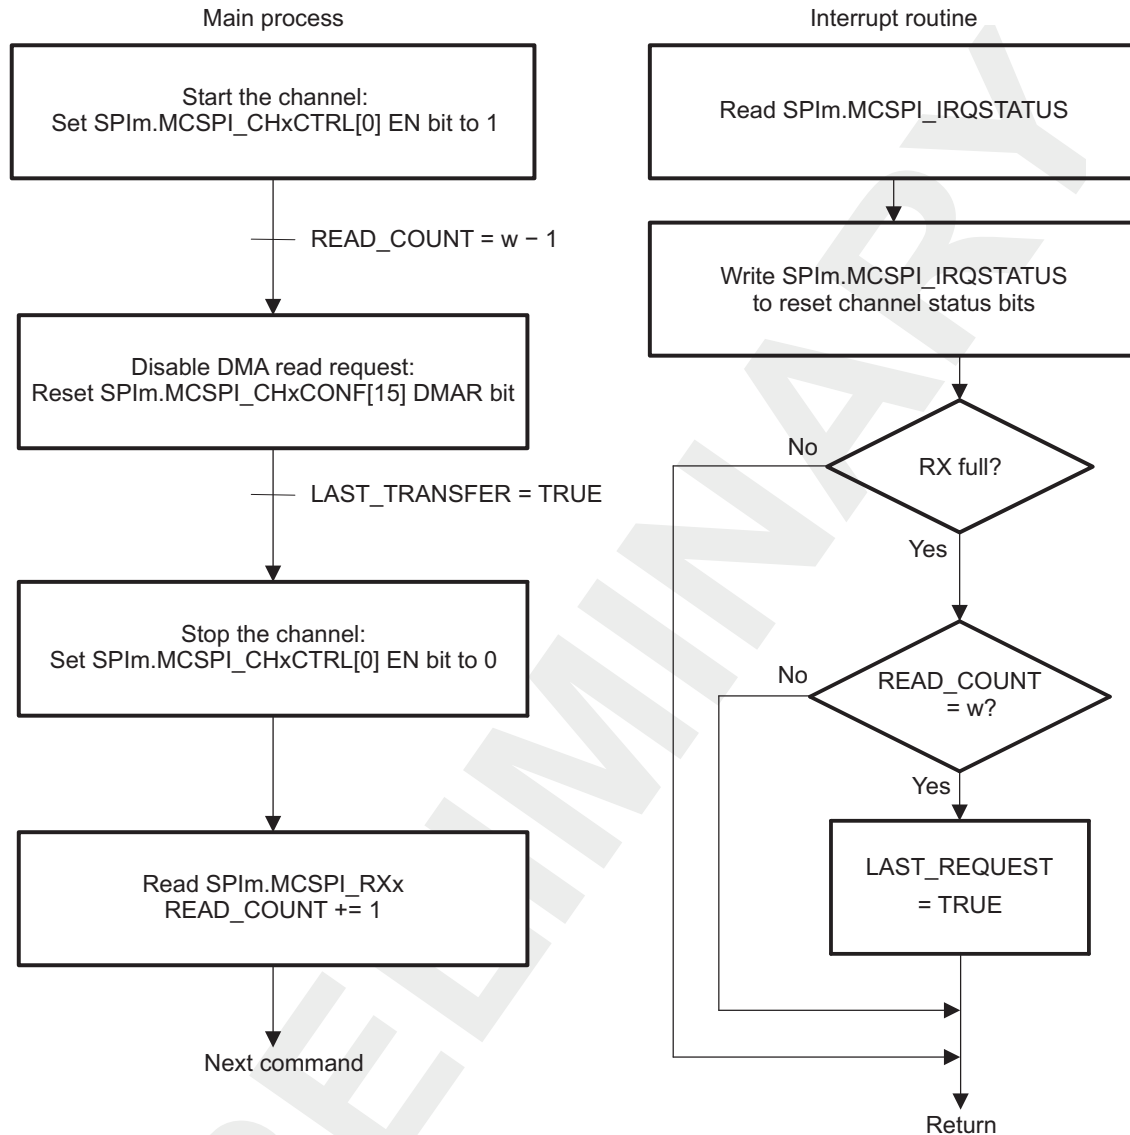 Main process
Start the channel:
Set SPIm.MCSPI_CHxCTRL[0] EN bit to 1
READ_COUNT = w − 1
Disable DMA read request:
Reset SPIm.MCSPI_CHxCONF[15] DMAR bit
LAST_TRANSFER = TRUE
Stop the channel:
Set SPIm.MCSPI_CHxCTRL[0] EN bit to 0
Read SPIm.MCSPI_RXx
READ_COUNT += 1
Next command
Interrupt routine
Read SPIm.MCSPI_IRQSTATUS
Write SPIm.MCSPI_IRQSTATUS
to reset channel status bits
RX full?
No
Yes
READ_COUNT
= w?
No
Yes
LAST_REQUEST
= TRUE
Return
PRELIMINARY